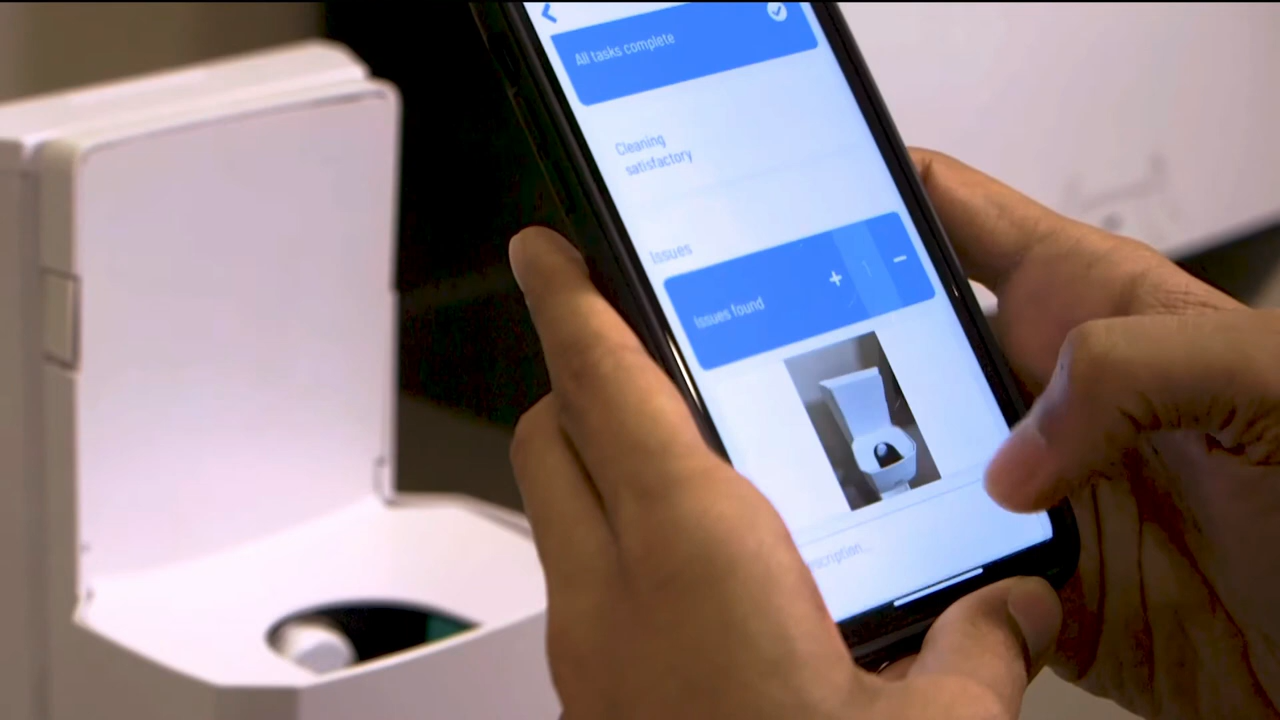 All tasks complete
Cleaning
satisfactory
Issues
Issues found
+ 1 −